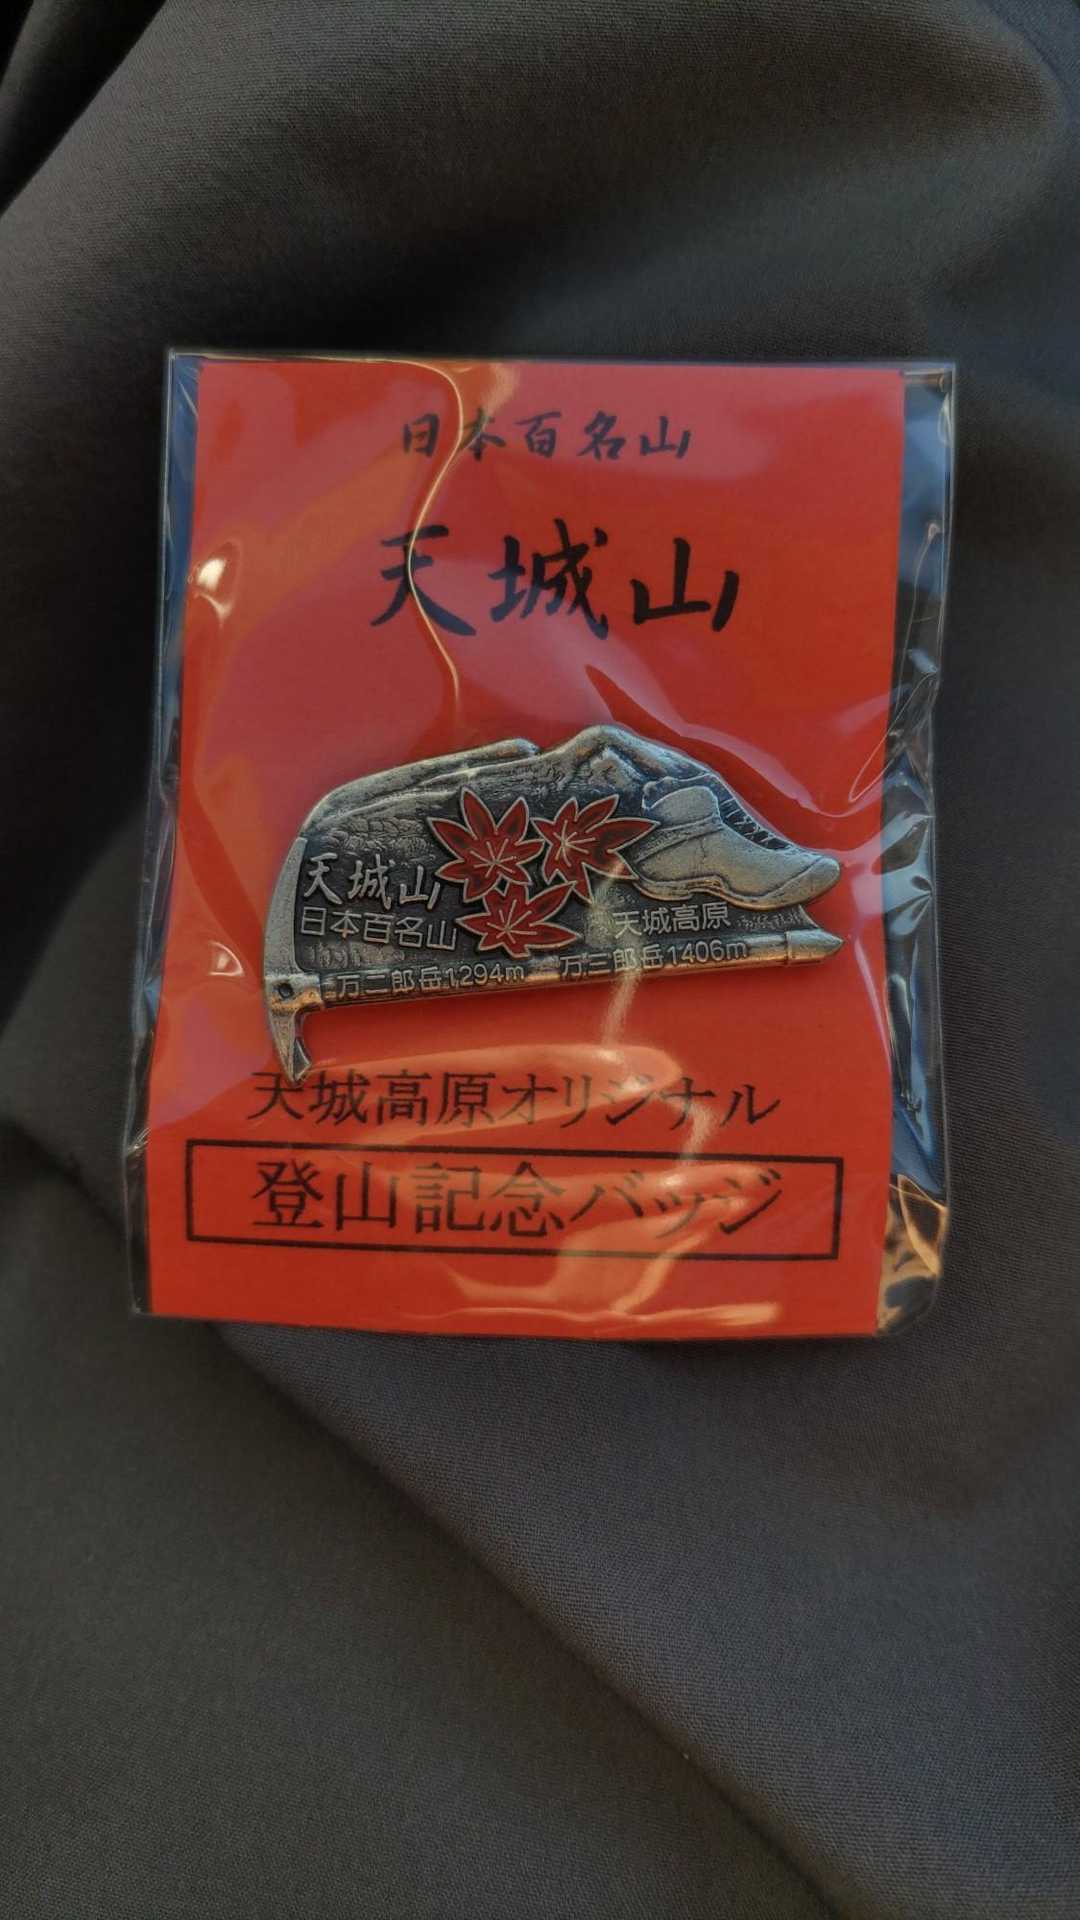 日本百名山
天城山
天城山
日本百名山
天城高原
万二郎岳1294m 万三郎岳1406m
天城高原オリジナル
登山記念バッジ